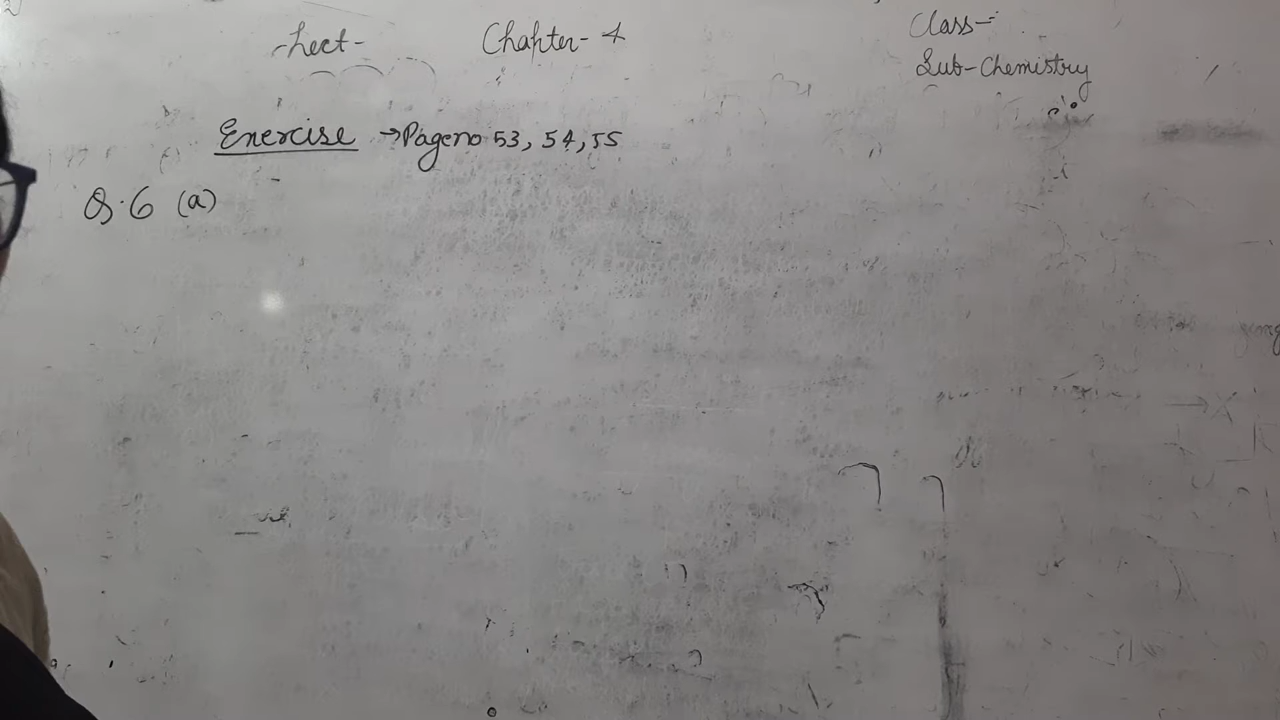 Lect- Chapter- 4 Class-
Sub-Chemistry
Exercise → Page no 53, 54, 55
Q.6 (a)